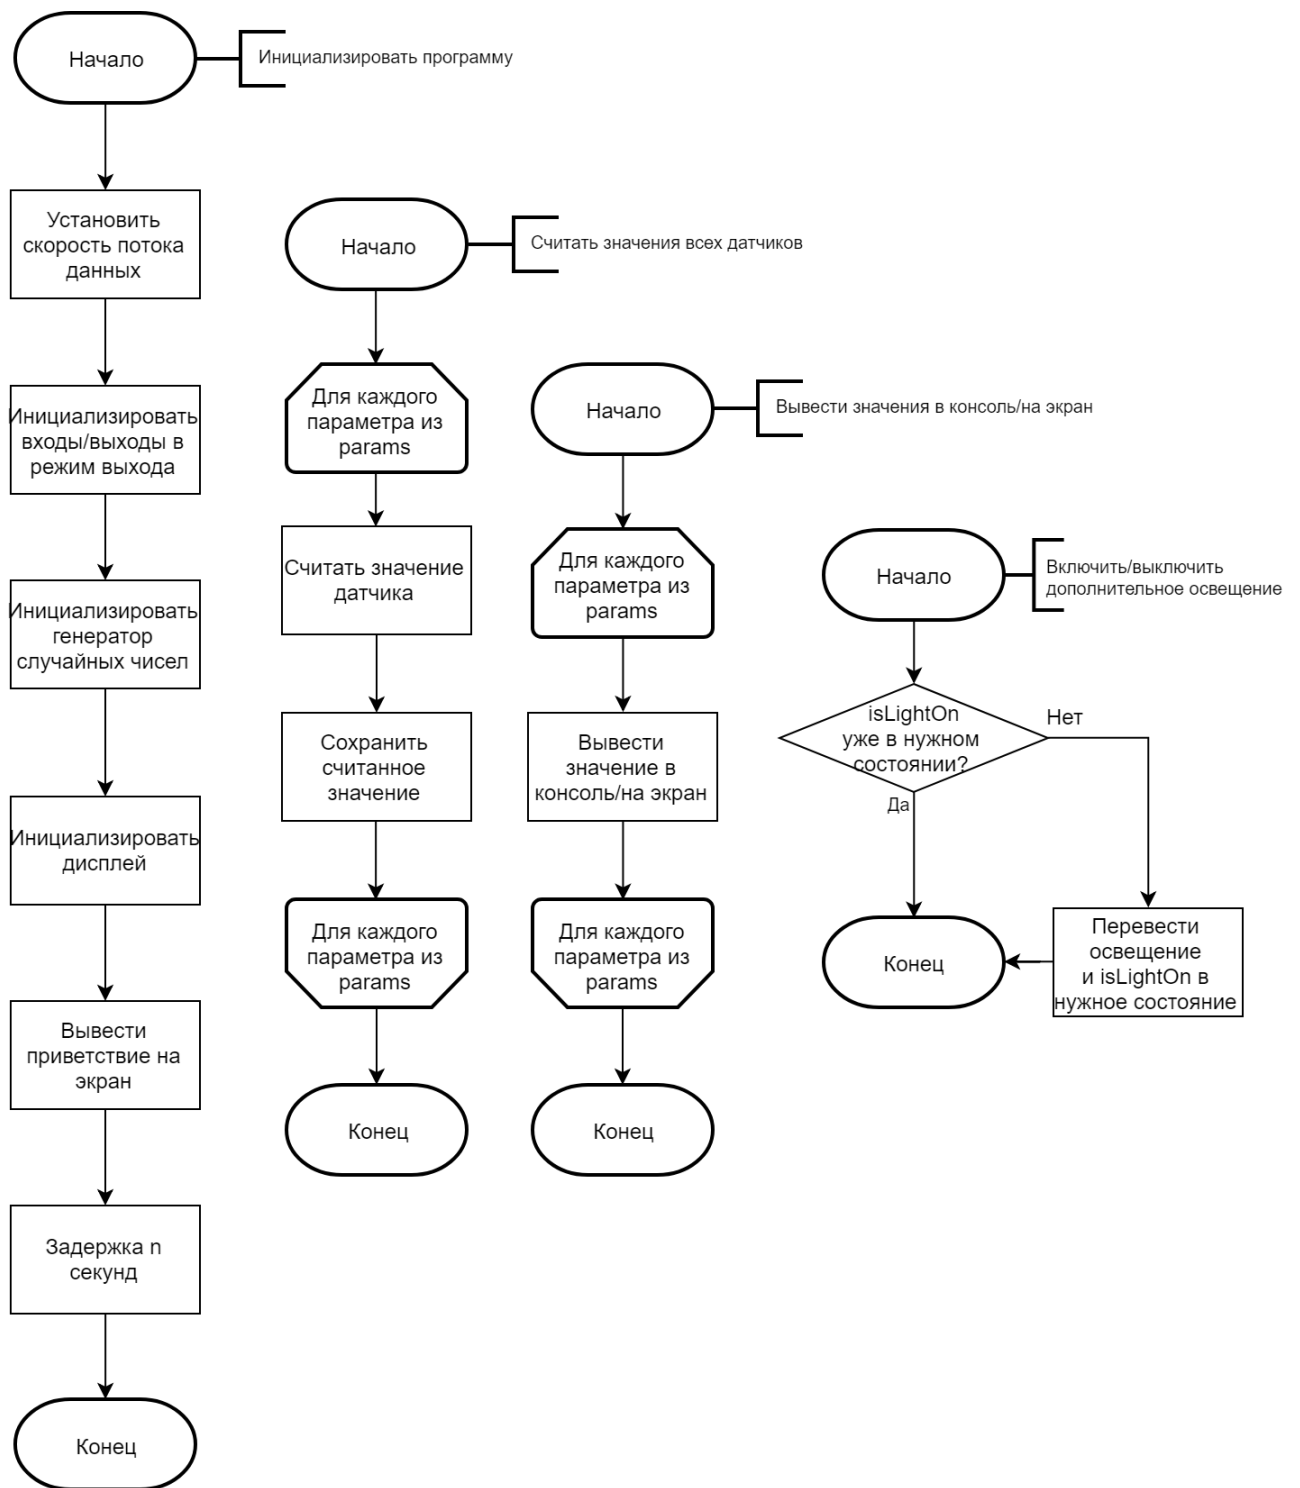 Начало
Инициализировать программу
Установить
скорость потока
данных
Инициализировать
входы/выходы в
режим выхода
Инициализировать
генератор
случайных чисел
Инициализировать
дисплей
Вывести
приветствие на
экран
Задержка n
секунд
Конец
Начало
Считать значения всех датчиков
Для каждого
параметра из
params
Считать значение
датчика
Сохранить
считанное
значение
Для каждого
параметра из
params
Конец
Начало
Вывести значения в консоль/на экран
Для каждого
параметра из
params
Вывести
значение в
консоль/на экран
Для каждого
параметра из
params
Конец
Начало
Включить/выключить
дополнительное освещение
isLightOn
уже в нужном
состоянии?
Нет
Да
Перевести
освещение
и isLightOn в
нужное состояние
Конец